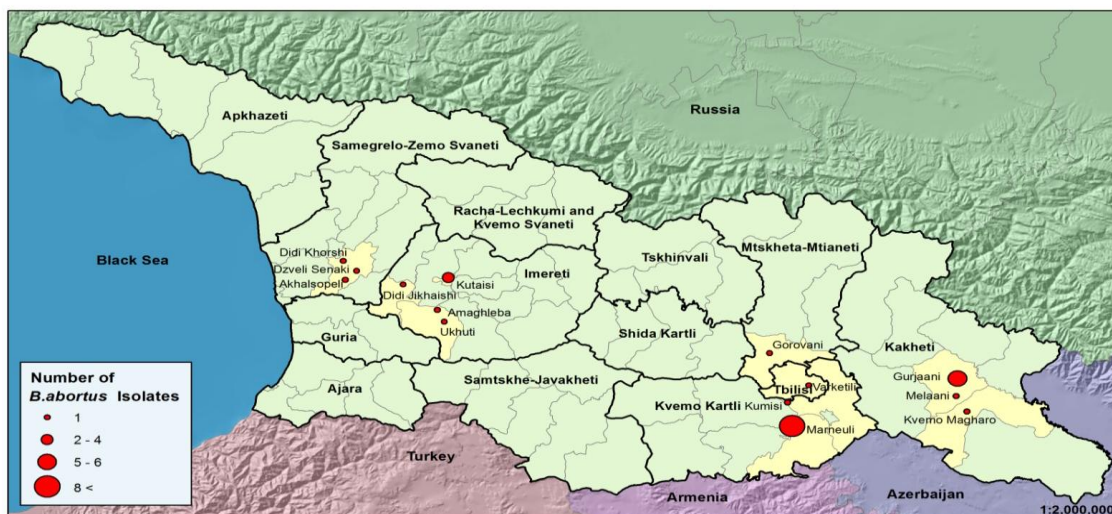 Russia
Apkhazeti
Samegrelo-Zemo Svaneti
Racha-Lechkumi and
Kvemo Svaneti
Mtskheta-Mtianeti
Tskhinvali
Black Sea
Didi Khorshi
Dzveli Senaki
Akhalsopeli
Imereti
Kutaisi
Didi Jikhaishi
Amaghleba
Ukhuti
Guria
Shida Kartli
Gorovani
Kakheti
Gurjaani
Melaani
Kvemo Magharo
Ajara
Samtskhe-Javakheti
Tbilisi
Varketili
Kvemo Kartli
Kumisi
Marneuli
Turkey
Armenia
Azerbaijan
1:2,000,000
Number of
B.abortus Isolates
1
2 - 4
5 - 6
8 <